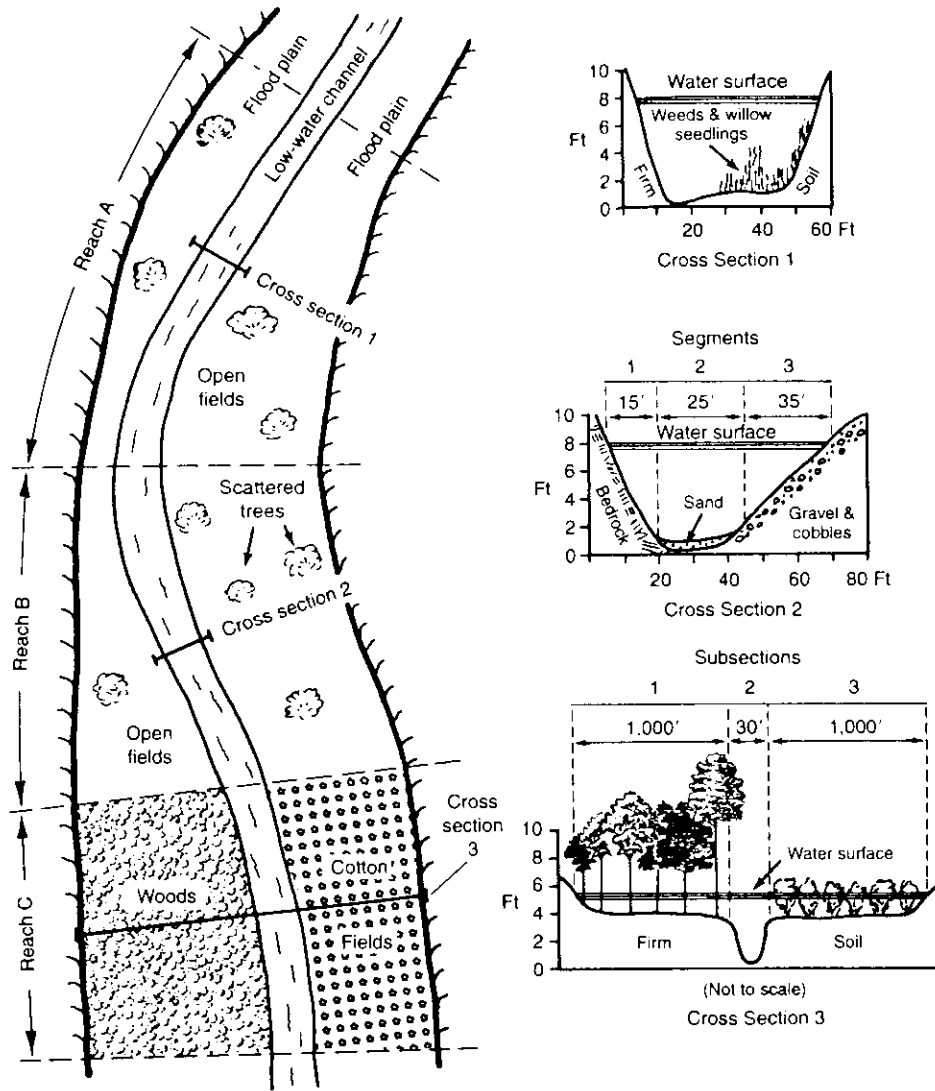 Reach A
Reach B
Reach C
Flood plain
Low-water channel
Flood plain
Cross section 1
Open
fields
Scattered
trees
Cross section 2
Open
fields
Woods
Cotton
Fields
Cross
section
3
10
8
6
Ft
4
2
0
Water surface
Weeds & willow
seedlings
Firm
Soil
20 40 60 Ft
Cross Section 1
Segments
1 2 3
15' 25' 35'
10
8
6
Ft
4
2
0
Water surface
Sand
Bedrock
Gravel &
cobbles
20 40 60 80 Ft
Cross Section 2
Subsections
1 2 3
1,000' 30' 1,000'
10
8
6
Ft
4
2
0
Water surface
Firm Soil
(Not to scale)
Cross Section 3